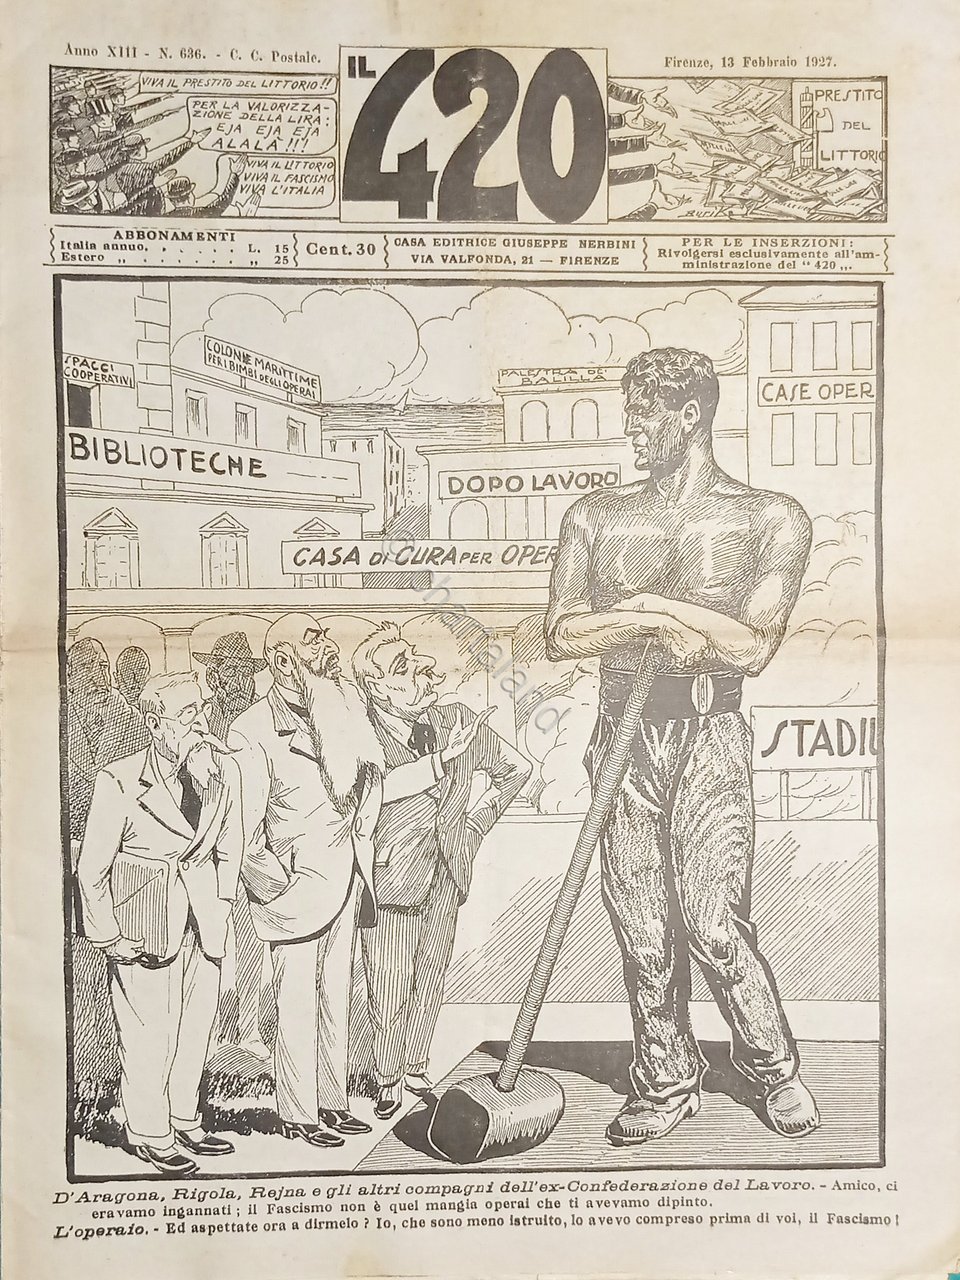 Anno XIII - N. 636. - C. C. Postale.
IL 420
Firenze, 13 Febbraio 1927.
VIVA IL PRESTITO DEL LITTORIO!!
PER LA VALORIZZA-
ZIONE DELLA LIRA:
EJA EJA EJA
ALALÀ!!!
VIVA IL LITTORIO
VIVA IL FASCISMO
VIVA L'ITALIA
PRESTITO
DEL
LITTORIO
ABBONAMENTI
Italia annuo. . . . . . L. 15
Estero „ . . . . . . „ 25
Cent. 30
CASA EDITRICE GIUSEPPE NERBINI
VIA VALFONDA, 21 — FIRENZE
PER LE INSERZIONI:
Rivolgersi esclusivamente all'am-
ministrazione del “ 420 „.
SPACCI
COOPERATIVI
COLONIE MARITTIME
PER I BIMBI DEGLI OPERAI
PALESTRA DE'
BALILLA
CASE OPER
BIBLIOTECHE
DOPO LAVORO
CASA DI CURA PER OPER
STADIU
© Chartaland
D'Aragona, Rigola, Rejna e gli altri compagni dell'ex-Confederazione del Lavoro. - Amico, ci
eravamo ingannati ; il Fascismo non è quel mangia operai che ti avevamo dipinto.
L'operaio. - Ed aspettate ora a dirmelo ? Io, che sono meno istruito, lo avevo compreso prima di voi, il Fascismo !